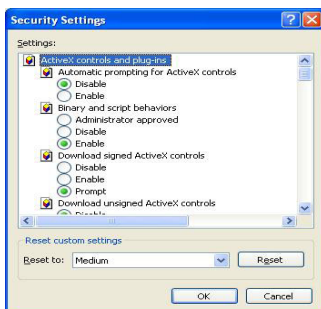 Security Settings
Settings:
ActiveX controls and plug-ins
Automatic prompting for ActiveX controls
Disable
Enable
Binary and script behaviors
Administrator approved
Disable
Enable
Download signed ActiveX controls
Disable
Enable
Prompt
Download unsigned ActiveX controls
Disable
Reset custom settings
Reset to: Medium Reset
OK Cancel